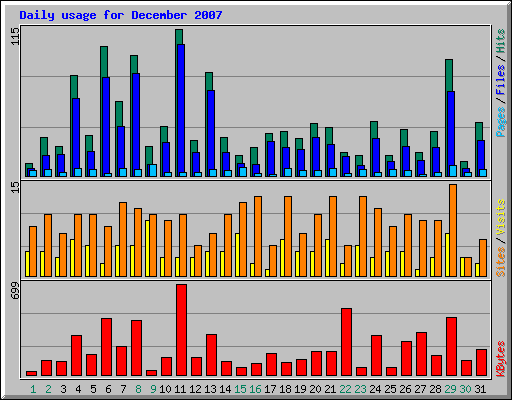 Daily usage for December 2007
115
Pages / Files / Hits
15
Sites / Visits
699
KBytes
1 2 3 4 5 6 7 8 9 10 11 12 13 14 15 16 17 18 19 20 21 22 23 24 25 26 27 28 29 30 31